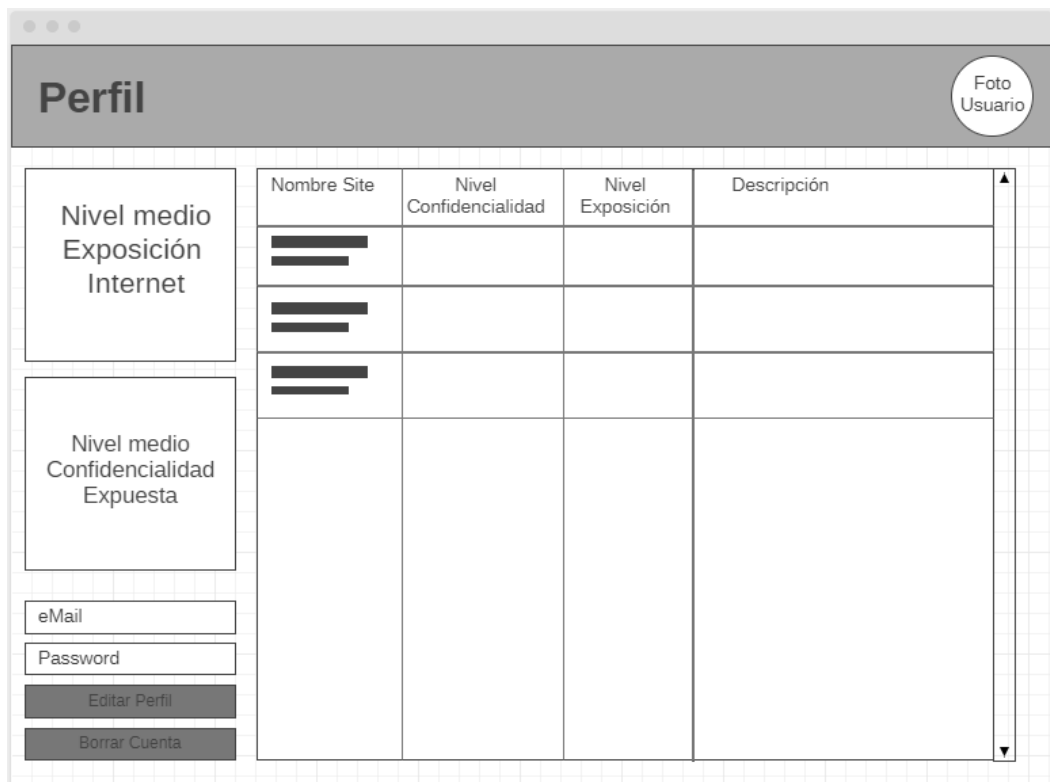 Perfil
Foto
Usuario
Nivel medio
Exposición
Internet
Nivel medio
Confidencialidad
Expuesta
eMail
Password
Editar Perfil
Borrar Cuenta
Nombre Site
Nivel
Confidencialidad
Nivel
Exposición
Descripción